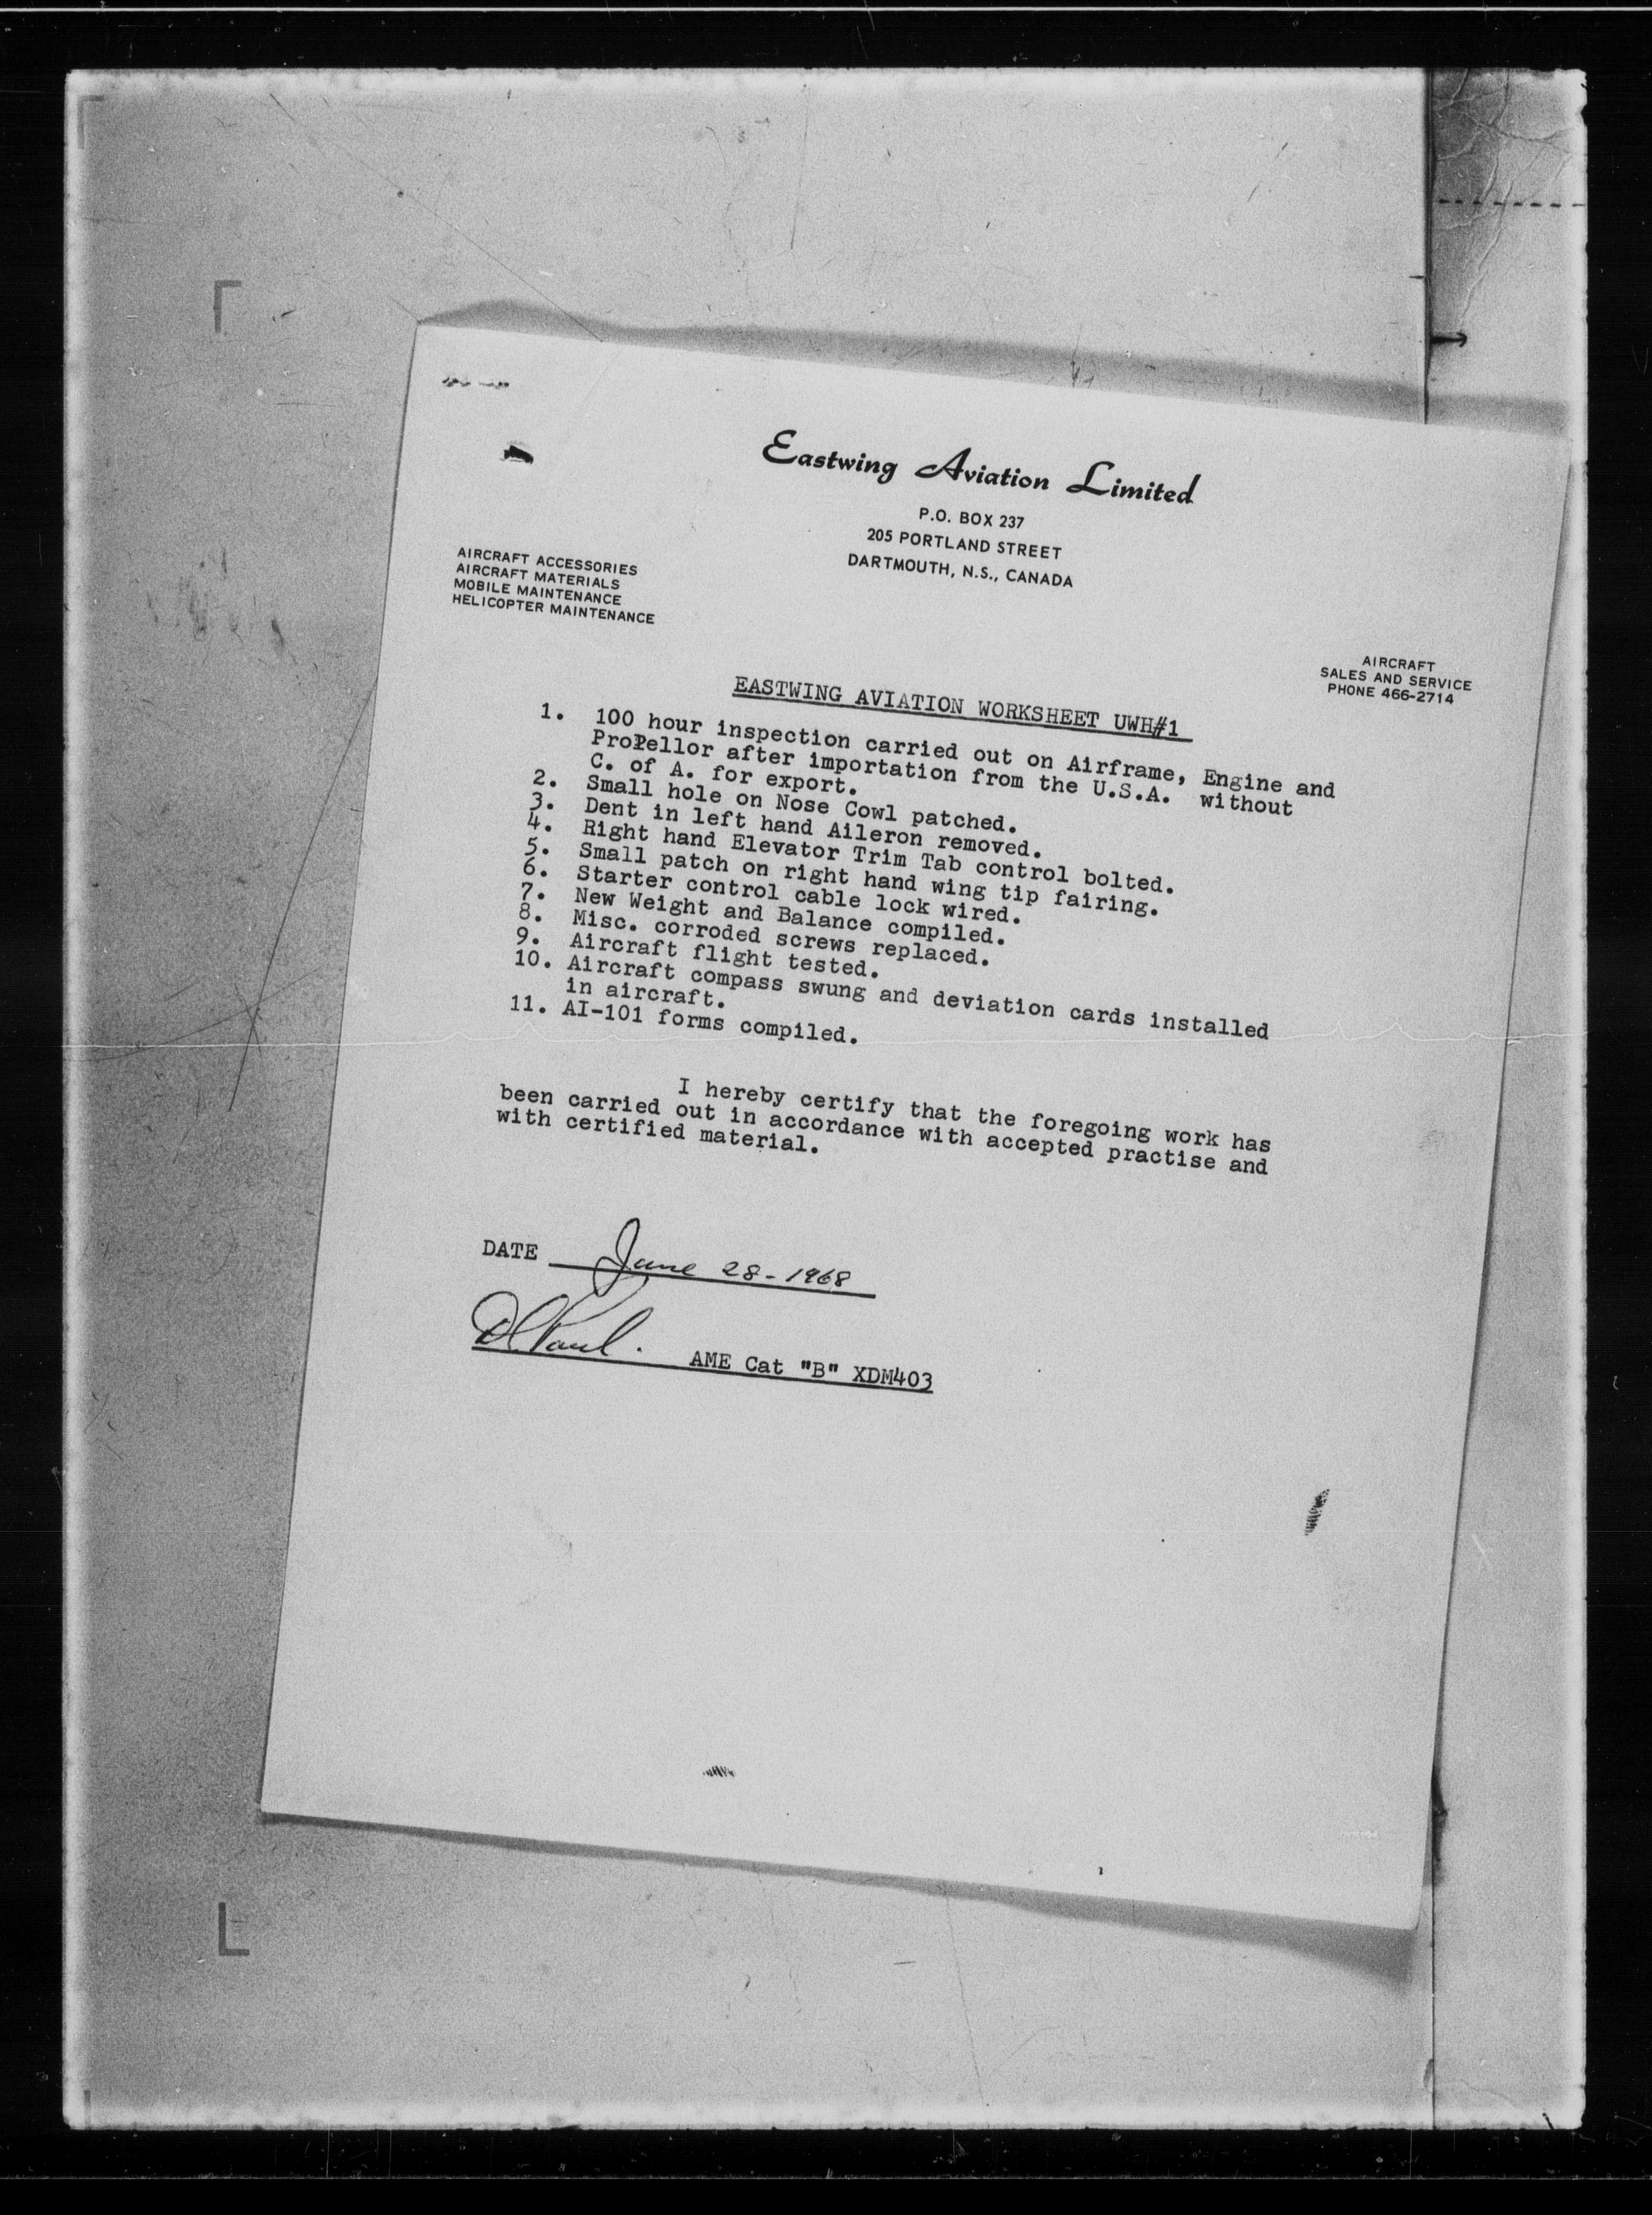 Eastwing Aviation Limited
P.O. BOX 237
205 PORTLAND STREET
DARTMOUTH, N.S., CANADA
AIRCRAFT ACCESSORIES
AIRCRAFT MATERIALS
MOBILE MAINTENANCE
HELICOPTER MAINTENANCE
AIRCRAFT
SALES AND SERVICE
PHONE 466-2714
EASTWING AVIATION WORKSHEET UWH#1
1. 100 hour inspection carried out on Airframe, Engine and
ProPellor after importation from the U.S.A. without
C. of A. for export.
2. Small hole on Nose Cowl patched.
3. Dent in left hand Aileron removed.
4. Right hand Elevator Trim Tab control bolted.
5. Small patch on right hand wing tip fairing.
6. Starter control cable lock wired.
7. New Weight and Balance compiled.
8. Misc. corroded screws replaced.
9. Aircraft flight tested.
10. Aircraft compass swung and deviation cards installed
in aircraft.
11. AI-101 forms compiled.
I hereby certify that the foregoing work has
been carried out in accordance with accepted practise and
with certified material.
DATE June 28-1968
AME Cat "B" XDM403